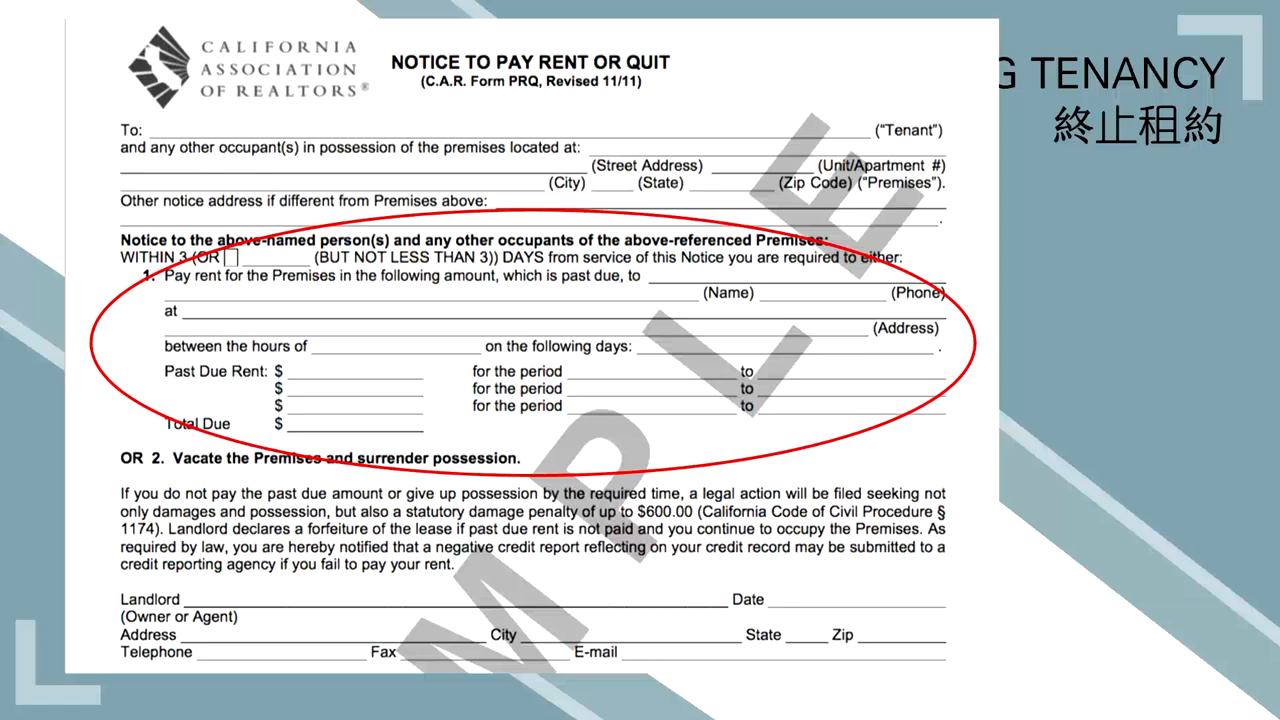 CALIFORNIA
ASSOCIATION
OF REALTORS®
NOTICE TO PAY RENT OR QUIT
(C.A.R. Form PRQ, Revised 11/11)
G TENANCY
終止租約
To: ("Tenant")
and any other occupant(s) in possession of the premises located at:
(Street Address) (Unit/Apartment #)
(City) (State) (Zip Code) ("Premises").
Other notice address if different from Premises above:
.
Notice to the above-named person(s) and any other occupants of the above-referenced Premises:
WITHIN 3 (OR ☐ (BUT NOT LESS THAN 3)) DAYS from service of this Notice you are required to either:
1. Pay rent for the Premises in the following amount, which is past due, to
(Name) (Phone)
at
(Address)
between the hours of on the following days: .
Past Due Rent: $ for the period to
$ for the period to
$ for the period to
Total Due $
OR 2. Vacate the Premises and surrender possession.
If you do not pay the past due amount or give up possession by the required time, a legal action will be filed seeking not
only damages and possession, but also a statutory damage penalty of up to $600.00 (California Code of Civil Procedure §
1174). Landlord declares a forfeiture of the lease if past due rent is not paid and you continue to occupy the Premises. As
required by law, you are hereby notified that a negative credit report reflecting on your credit record may be submitted to a
credit reporting agency if you fail to pay your rent.
Landlord Date
(Owner or Agent)
Address City State Zip
Telephone Fax E-mail
MPLE